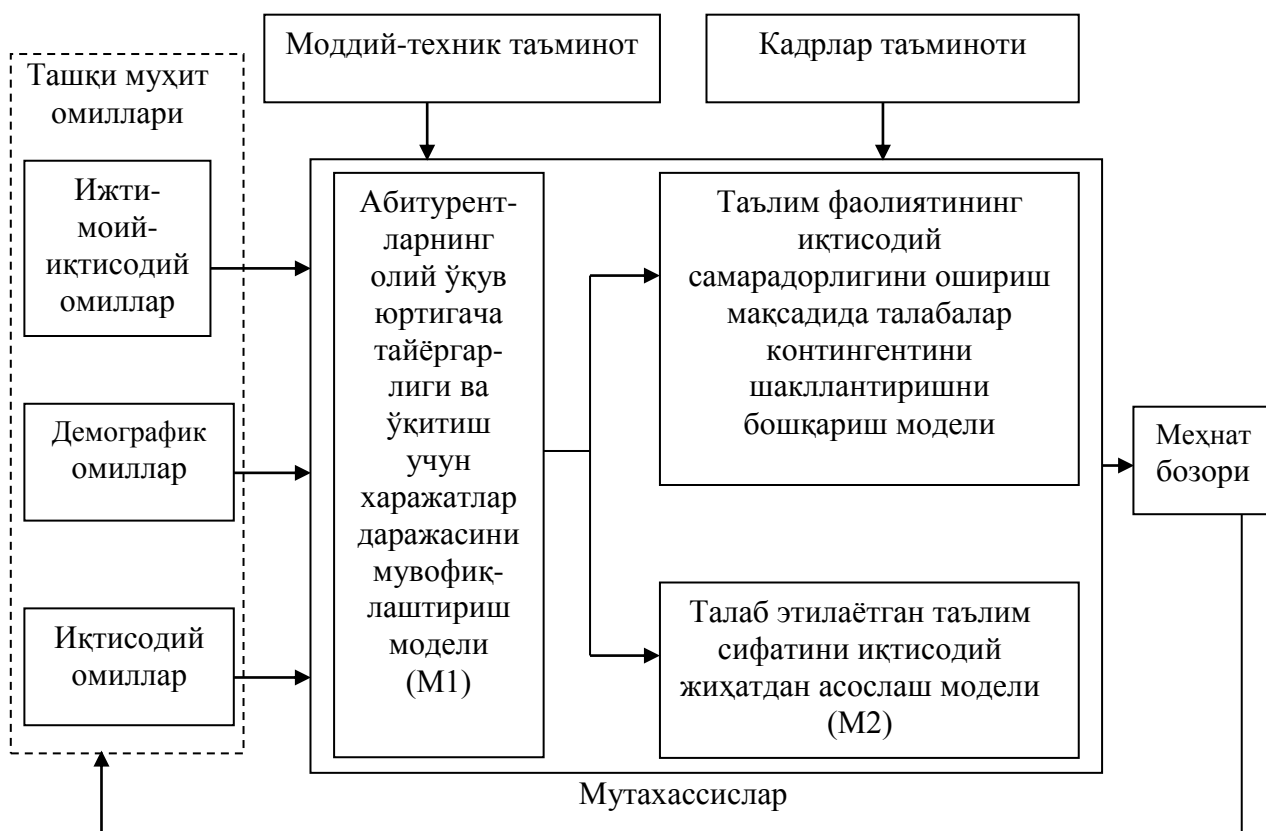 Моддий-техник таъминот
Кадрлар таъминоти
Ташқи муҳит
омиллари
Ижти-
моий-
иқтисодий
омиллар
Демографик
омиллар
Иқтисодий
омиллар
Абитурент-
ларнинг
олий ўқув
юртигача
тайёргар-
лиги ва
ўқитиш
учун
харажатлар
даражасини
мувофиқ-
лаштириш
модели
(М1)
Таълим фаолиятининг
иқтисодий
самарадорлигини ошириш
мақсадида талабалар
контингентини
шакллантиришни
бошқариш модели
Талаб этилаётган таълим
сифатини иқтисодий
жиҳатдан асослаш модели
(М2)
Меҳнат
бозори
Мутахассислар